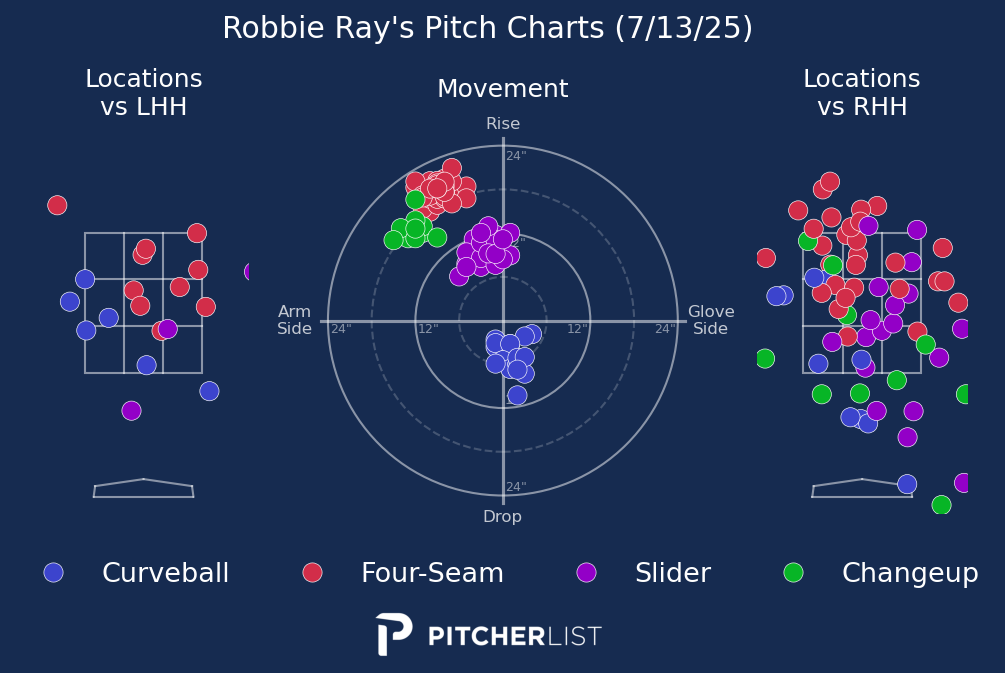 Robbie Ray's Pitch Charts (7/13/25)
Locations
vs LHH
Movement
Locations
vs RHH
Rise
24"
Arm
Side
24"
12"
12"
24"
Glove
Side
24"
Drop
Curveball
Four-Seam
Slider
Changeup
PITCHERLIST